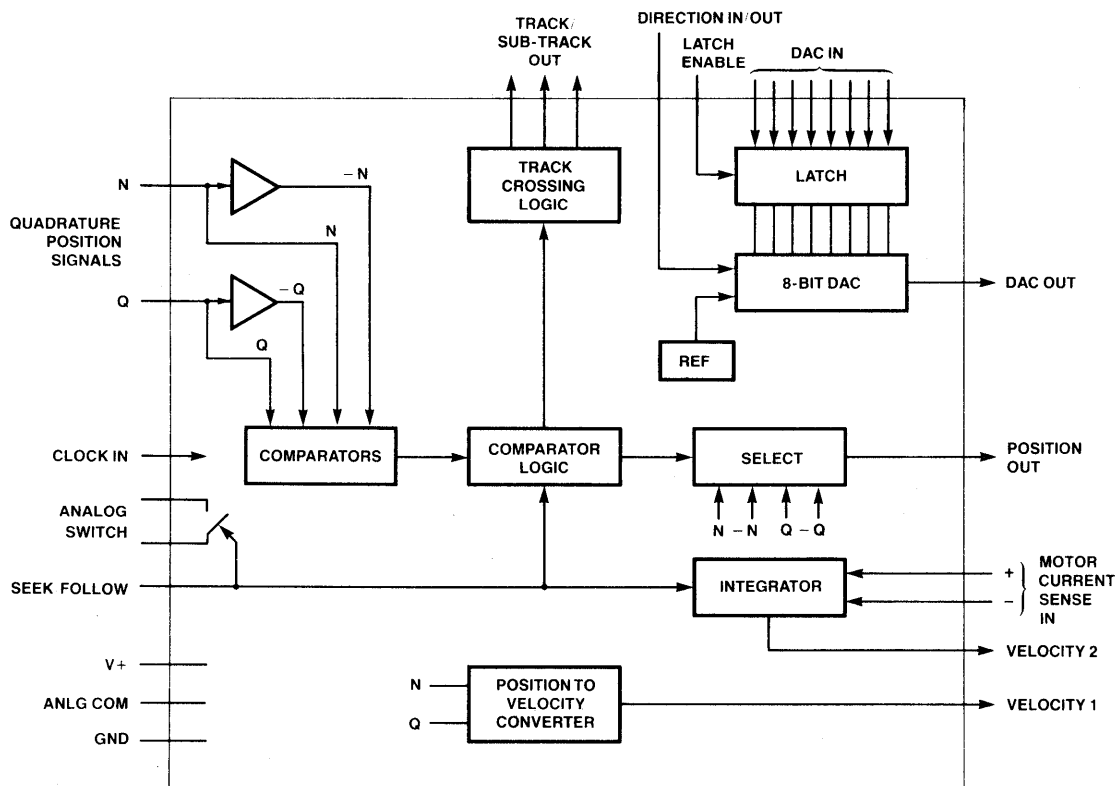 TRACK/
SUB-TRACK
OUT
DIRECTION IN/OUT
LATCH
ENABLE
DAC IN
TRACK
CROSSING
LOGIC
LATCH
N
-N
N
QUADRATURE
POSITION
SIGNALS
8-BIT DAC
DAC OUT
Q
-Q
Q
REF
CLOCK IN
COMPARATORS
COMPARATOR
LOGIC
SELECT
POSITION
OUT
N -N Q -Q
ANALOG
SWITCH
SEEK FOLLOW
INTEGRATOR
+
-
MOTOR
CURRENT
SENSE
IN
VELOCITY 2
V+
ANLG COM
GND
N
Q
POSITION TO
VELOCITY
CONVERTER
VELOCITY 1